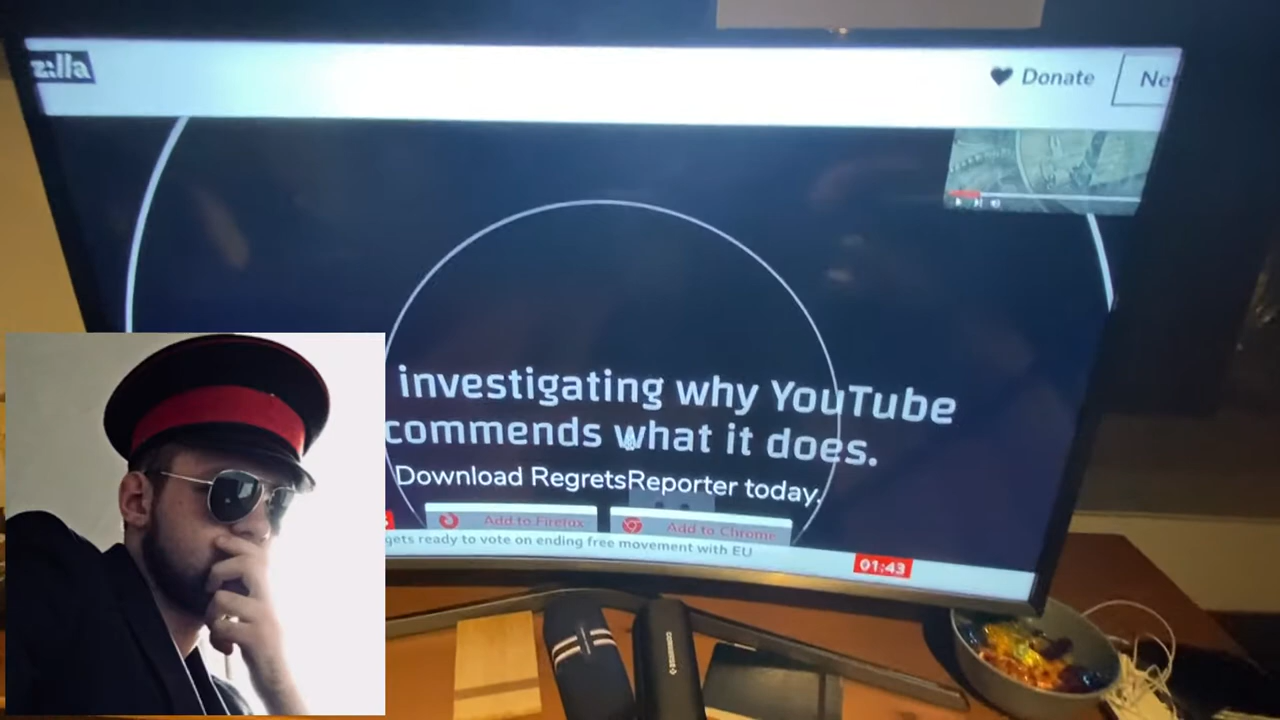 z://a
Donate
investigating why YouTube
commends what it does.
Download RegretsReporter today.
Add to Firefox
Add to Chrome
gets ready to vote on ending free movement with EU
01:43